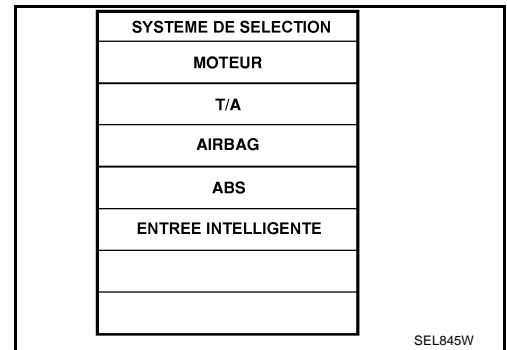 SYSTEME DE SELECTION
MOTEUR
T/A
AIRBAG
ABS
ENTREE INTELLIGENTE
SEL845W